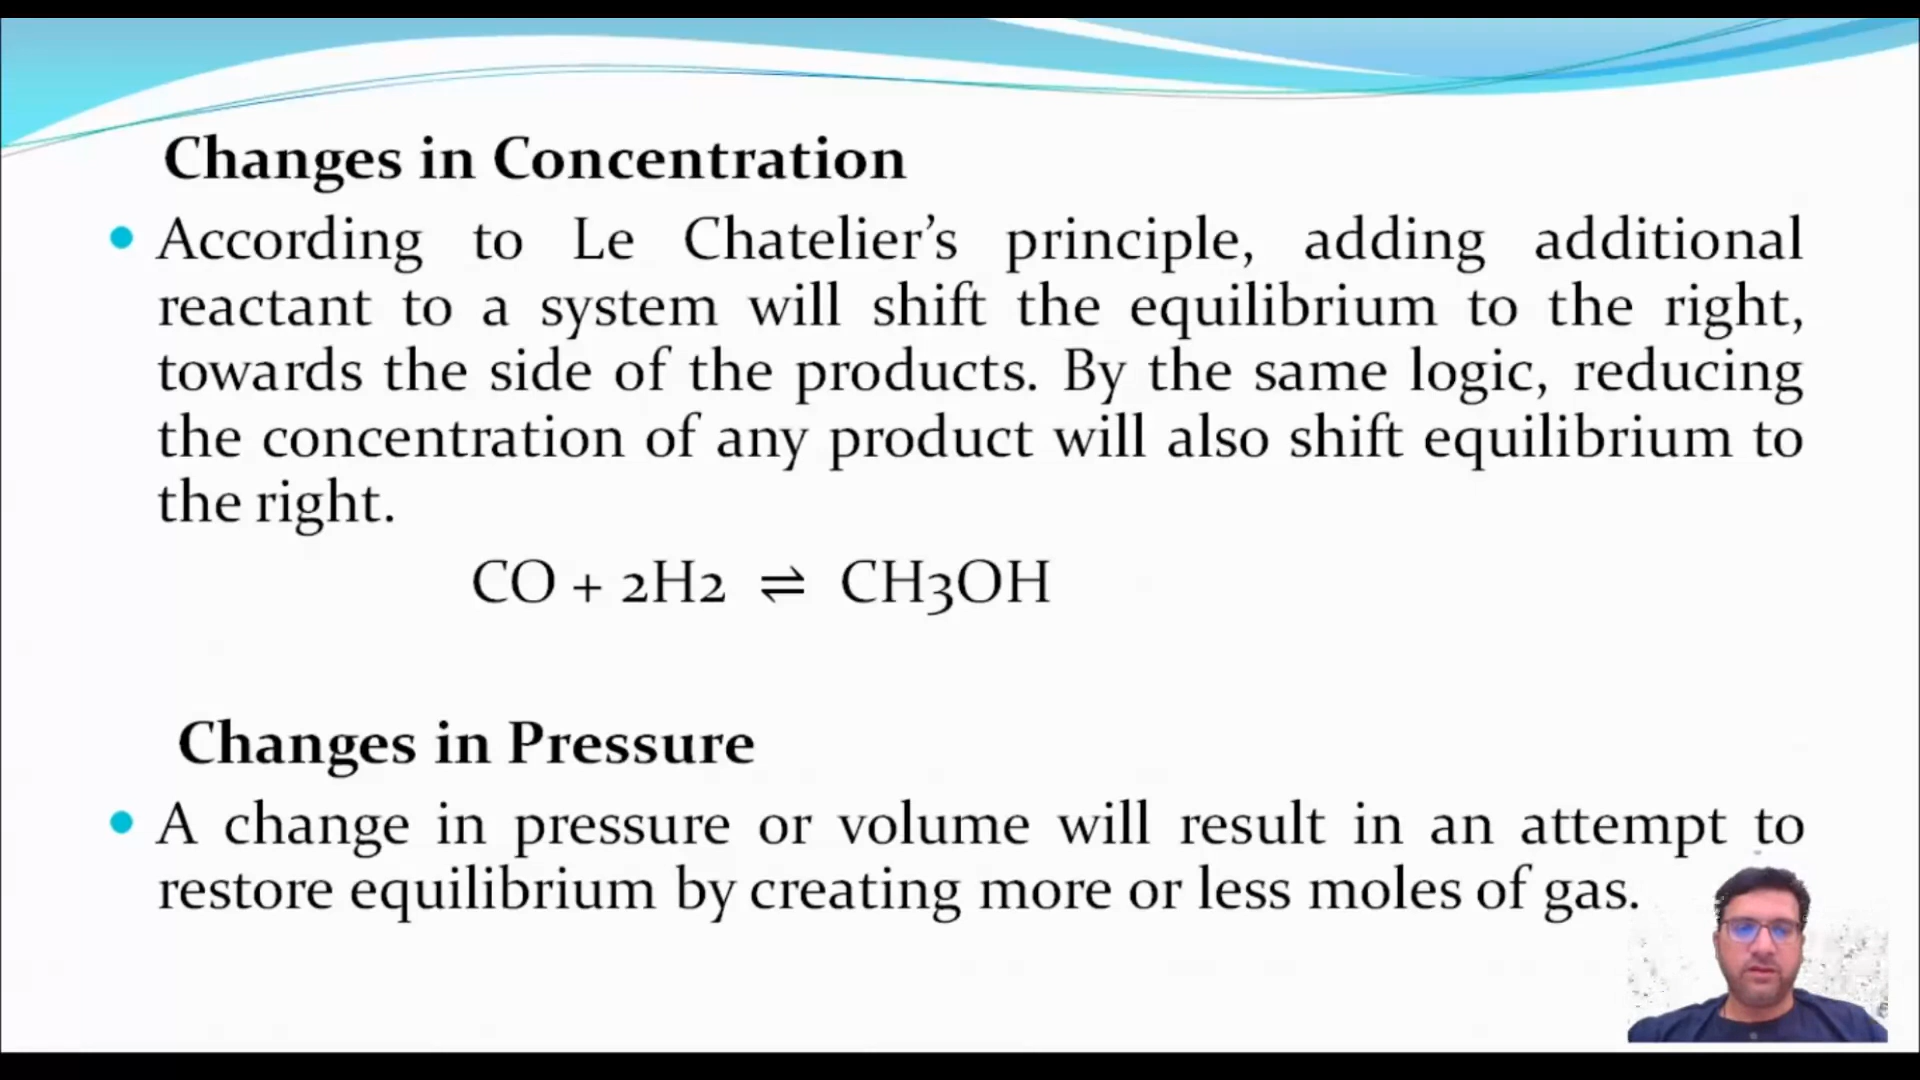 Changes in Concentration
• According to Le Chatelier’s principle, adding additional
reactant to a system will shift the equilibrium to the right,
towards the side of the products. By the same logic, reducing
the concentration of any product will also shift equilibrium to
the right.
CO + 2H2 ⇌ CH3OH
Changes in Pressure
• A change in pressure or volume will result in an attempt to
restore equilibrium by creating more or less moles of gas.